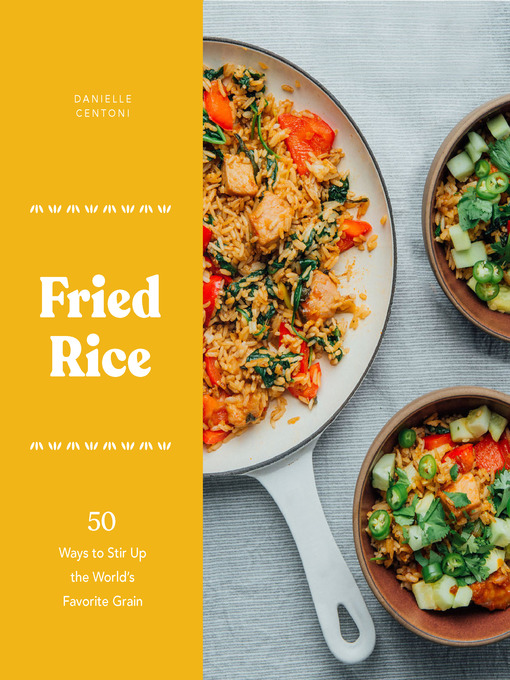 DANIELLE
CENTONI
Fried
Rice
50
Ways to Stir Up
the World's
Favorite Grain